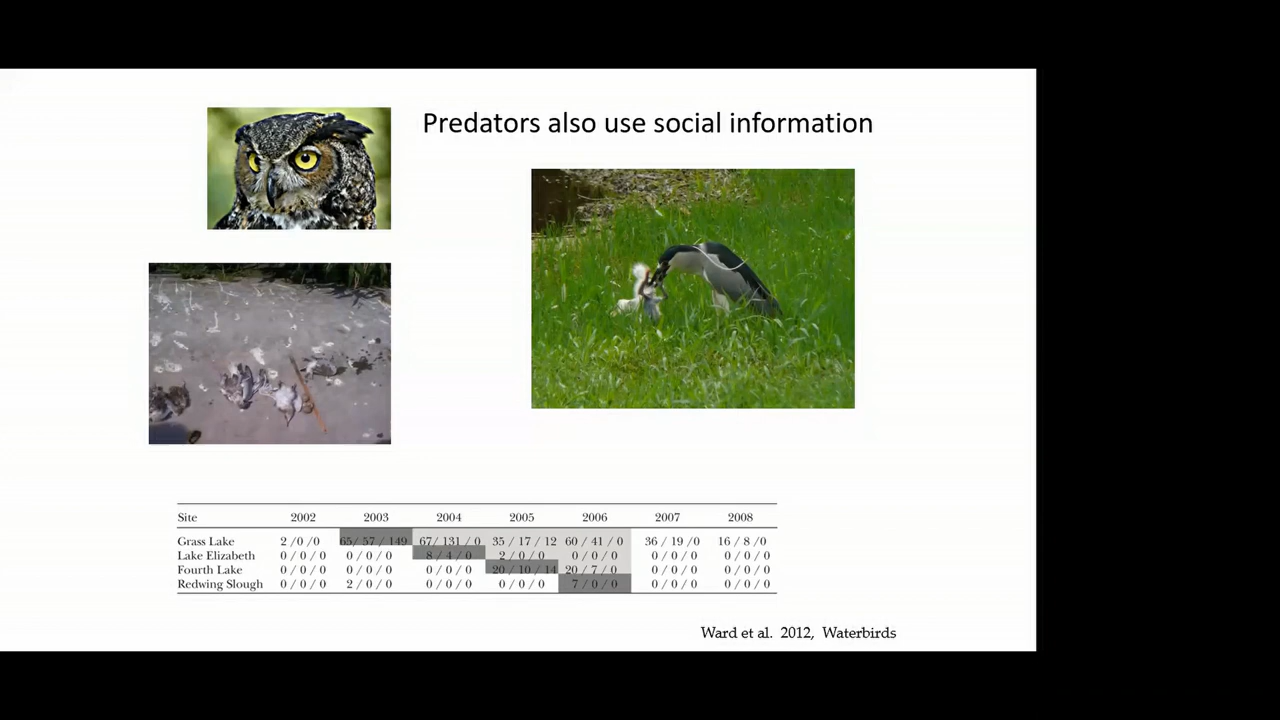 Predators also use social information
Site 2002 2003 2004 2005 2006 2007 2008
Grass Lake 2 / 0 / 0 65/ 57 / 149 67/ 131 / 0 35 / 17 / 12 60 / 41 / 0 36 / 19 /0 16 / 8 /0
Lake Elizabeth 0 / 0 / 0 0 / 0 / 0 8 / 4 / 0 2 / 0 / 0 0 / 0 / 0 0 / 0 / 0 0 / 0 / 0
Fourth Lake 0 / 0 / 0 0 / 0 / 0 0 / 0 / 0 20 / 10 / 14 20 / 7 / 0 0 / 0 / 0 0 / 0 / 0
Redwing Slough 0 / 0 / 0 2 / 0 / 0 0 / 0 / 0 0 / 0 / 0 7 / 0 / 0 0 / 0 / 0 0 / 0 / 0
Ward et al. 2012, Waterbirds